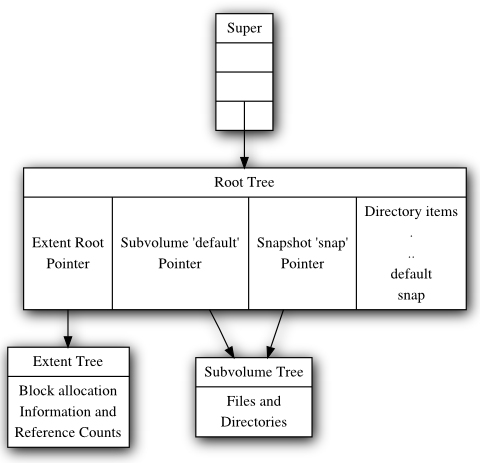 Super
Root Tree
Extent Root
Pointer
Subvolume 'default'
Pointer
Snapshot 'snap'
Pointer
Directory items
.
..
default
snap
Extent Tree
Block allocation
Information and
Reference Counts
Subvolume Tree
Files and
Directories